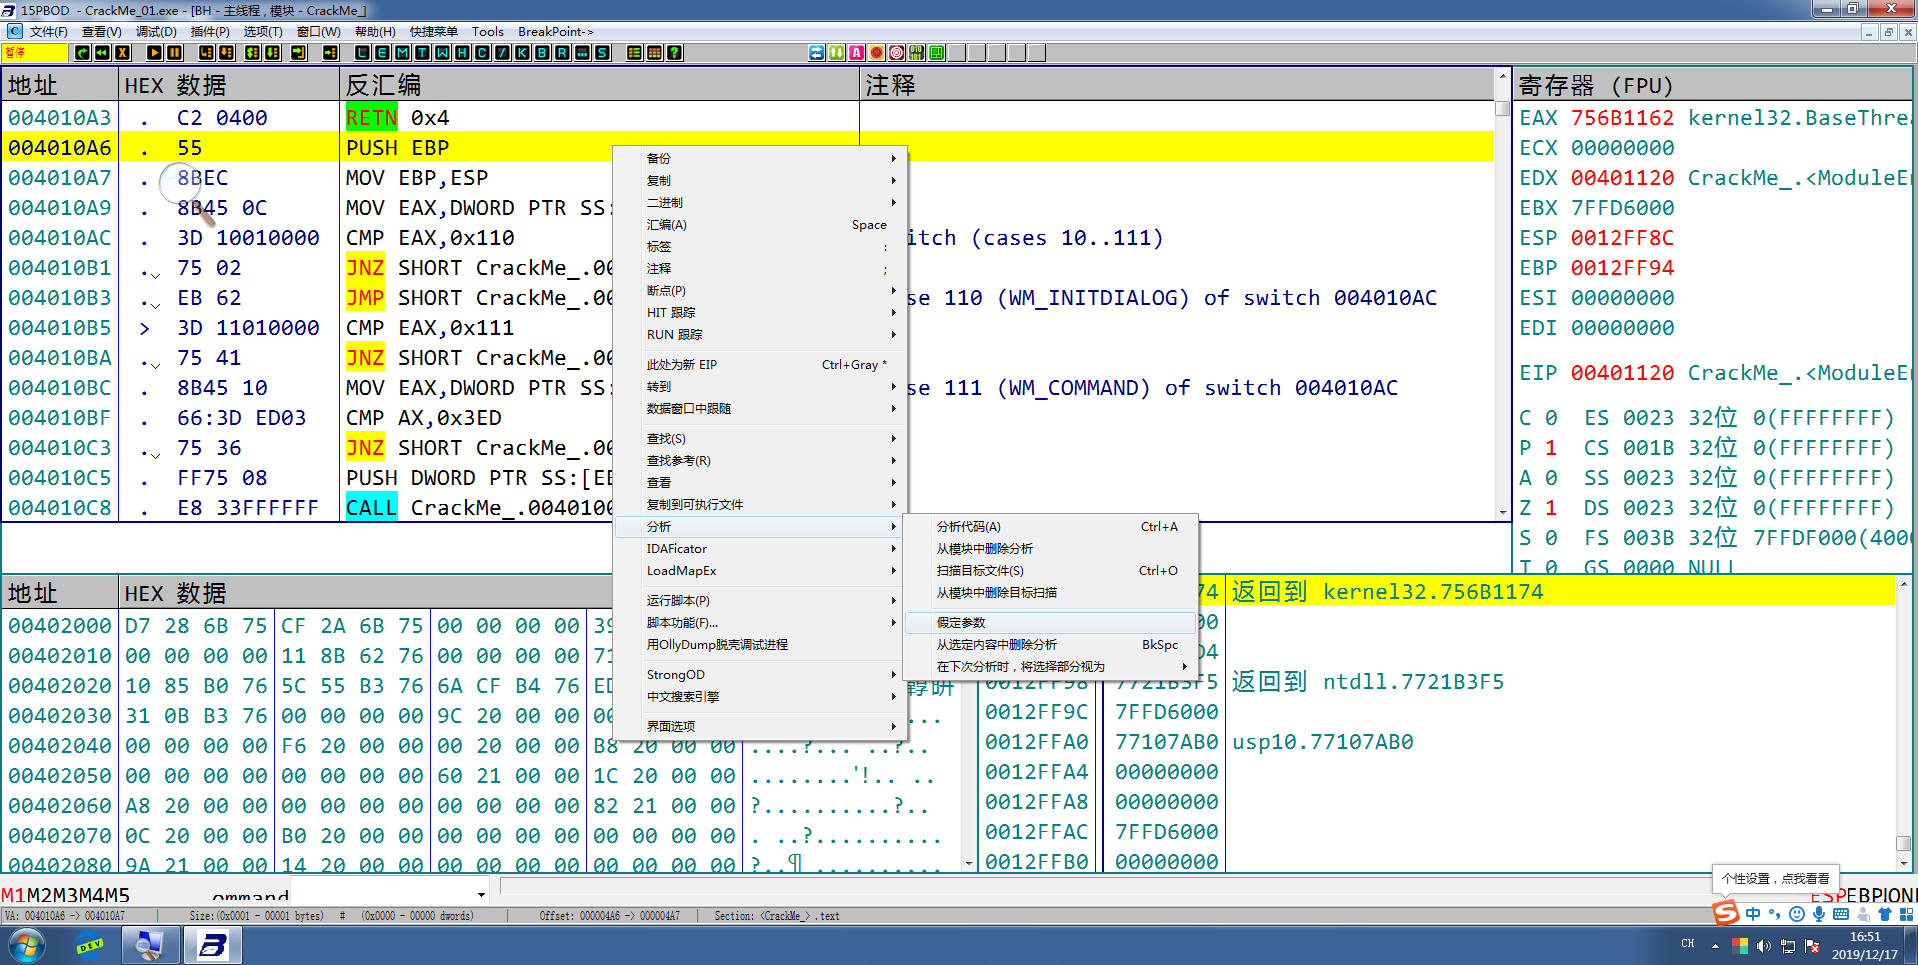 15PBOD - CrackMe_01.exe - [BH - 主线程 , 模块 - CrackMe_]
文件(F) 查看(V) 调试(D) 插件(P) 选项(T) 窗口(W) 帮助(H) 快捷菜单 Tools BreakPoint->
暂停 L E M T W H C / K B R ... S ? A
地址 HEX 数据 反汇编 注释
004010A3 . C2 0400 RETN 0x4
004010A6 . 55 PUSH EBP
004010A7 . 8BEC MOV EBP,ESP
004010A9 . 8B45 0C MOV EAX,DWORD PTR SS:
004010AC . 3D 10010000 CMP EAX,0x110 itch (cases 10..111)
004010B1 . 75 02 JNZ SHORT CrackMe_.00
004010B3 . EB 62 JMP SHORT CrackMe_.00 se 110 (WM_INITDIALOG) of switch 004010AC
004010B5 > 3D 11010000 CMP EAX,0x111
004010BA . 75 41 JNZ SHORT CrackMe_.00
004010BC . 8B45 10 MOV EAX,DWORD PTR SS: se 111 (WM_COMMAND) of switch 004010AC
004010BF . 66:3D ED03 CMP AX,0x3ED
004010C3 . 75 36 JNZ SHORT CrackMe_.00
004010C5 . FF75 08 PUSH DWORD PTR SS:[EB
004010C8 . E8 33FFFFFF CALL CrackMe_.0040100
备份
复制
二进制
汇编(A) Space
标签 :
注释 ;
断点(P)
HIT 跟踪
RUN 跟踪
此处为新 EIP Ctrl+Gray *
转到
数据窗口中跟随
查找(S)
查找参考(R)
查看
复制到可执行文件
分析
IDAFicator
LoadMapEx
运行脚本(P)
脚本功能(F)...
用OllyDump脱壳调试进程
StrongOD
中文搜索引擎
界面选项
分析代码(A) Ctrl+A
从模块中删除分析
扫描目标文件(S) Ctrl+O
从模块中删除目标扫描
假定参数
从选定内容中删除分析 BkSpc
在下次分析时 , 将选择部分视为
寄存器 (FPU)
EAX 756B1162 kernel32.BaseThrea
ECX 00000000
EDX 00401120 CrackMe_.<ModuleEn
EBX 7FFD6000
ESP 0012FF8C
EBP 0012FF94
ESI 00000000
EDI 00000000
EIP 00401120 CrackMe_.<ModuleEn
C 0 ES 0023 32位 0(FFFFFFFF)
P 1 CS 001B 32位 0(FFFFFFFF)
A 0 SS 0023 32位 0(FFFFFFFF)
Z 1 DS 0023 32位 0(FFFFFFFF)
S 0 FS 003B 32位 7FFDF000(4000
T 0 GS 0000 NULL
地址 HEX 数据
00402000 D7 28 6B 75 CF 2A 6B 75 00 00 00 00 39
00402010 00 00 00 00 11 8B 62 76 00 00 00 00 71
00402020 10 85 B0 76 5C 55 B3 76 6A CF B4 76 ED
00402030 31 0B B3 76 00 00 00 00 9C 20 00 00 00 ...
00402040 00 00 00 00 F6 20 00 00 00 20 00 00 B8 20 00 00 ....?... ..?..
00402050 00 00 00 00 00 00 00 00 60 21 00 00 1C 20 00 00 ........'!.. ..
00402060 A8 20 00 00 00 00 00 00 00 00 00 00 82 21 00 00 ?..........?..
00402070 0C 20 00 00 B0 20 00 00 00 00 00 00 00 00 00 00 . ..?..........
00402080 9A 21 00 00 14 20 00 00 00 00 00 00 00 00 00 00 ?..¶ ..........
74 返回到 kernel32.756B1174
00
D4
0012FF98 7721B3F5 返回到 ntdll.7721B3F5
0012FF9C 7FFD6000
0012FFA0 77107AB0 usp10.77107AB0
0012FFA4 00000000
0012FFA8 00000000
0012FFAC 7FFD6000
0012FFB0 00000000
M1M2M3M4M5 ommand ESPEBPIONE
个性设置 , 点我看看
VA: 004010A6 -> 004010A7 Size:(0x0001 - 00001 bytes) # (0x0000 - 00000 dwords) Offset: 000004A6 -> 000004A7 Section: <CrackMe_> .text
S 中
DEV
CH 16:51
2019/12/17